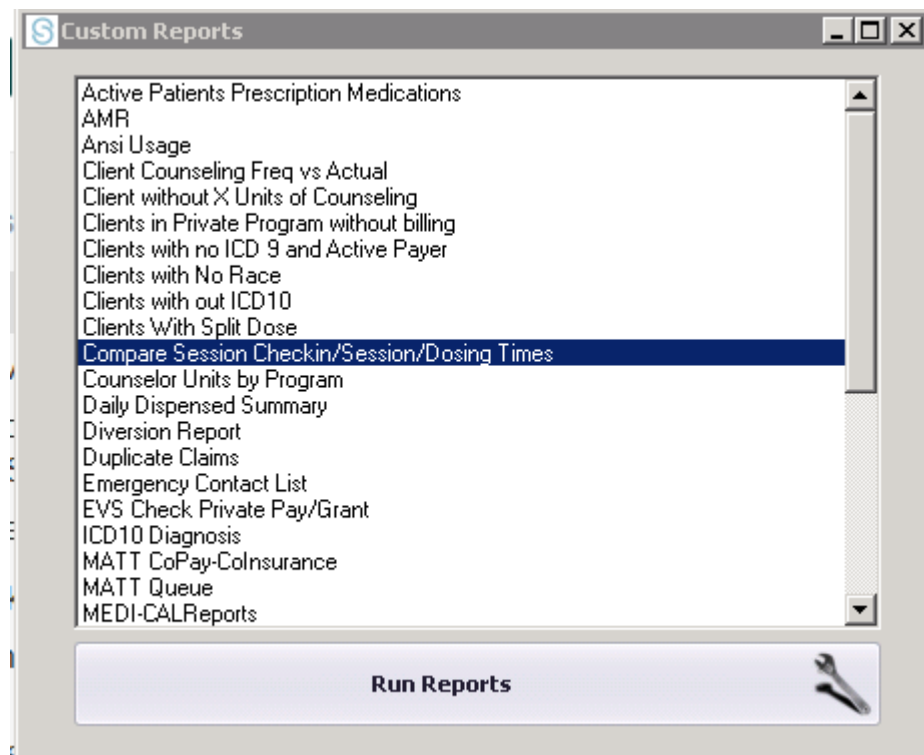 Custom Reports
Active Patients Prescription Medications
AMR
Ansi Usage
Client Counseling Freq vs Actual
Client without X Units of Counseling
Clients in Private Program without billing
Clients with no ICD 9 and Active Payer
Clients with No Race
Clients with out ICD10
Clients With Split Dose
Compare Session Checkin/Session/Dosing Times
Counselor Units by Program
Daily Dispensed Summary
Diversion Report
Duplicate Claims
Emergency Contact List
EVS Check Private Pay/Grant
ICD10 Diagnosis
MATT CoPay-CoInsurance
MATT Queue
MEDI-CALReports
Run Reports